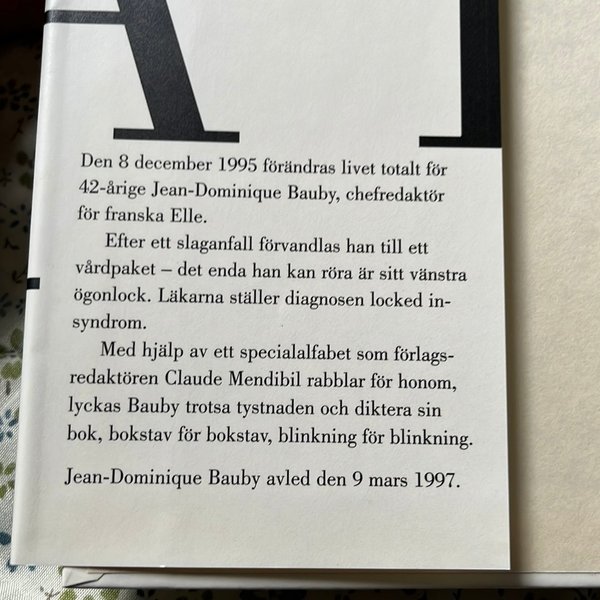 A
Den 8 december 1995 förändras livet totalt för
42-årige Jean-Dominique Bauby, chefredaktör
för franska Elle.
Efter ett slaganfall förvandlas han till ett
vårdpaket – det enda han kan röra är sitt vänstra
ögonlock. Läkarna ställer diagnosen locked in-
syndrom.
Med hjälp av ett specialalfabet som förlags-
redaktören Claude Mendibil rabblar för honom,
lyckas Bauby trotsa tystnaden och diktera sin
bok, bokstav för bokstav, blinkning för blinkning.
Jean-Dominique Bauby avled den 9 mars 1997.